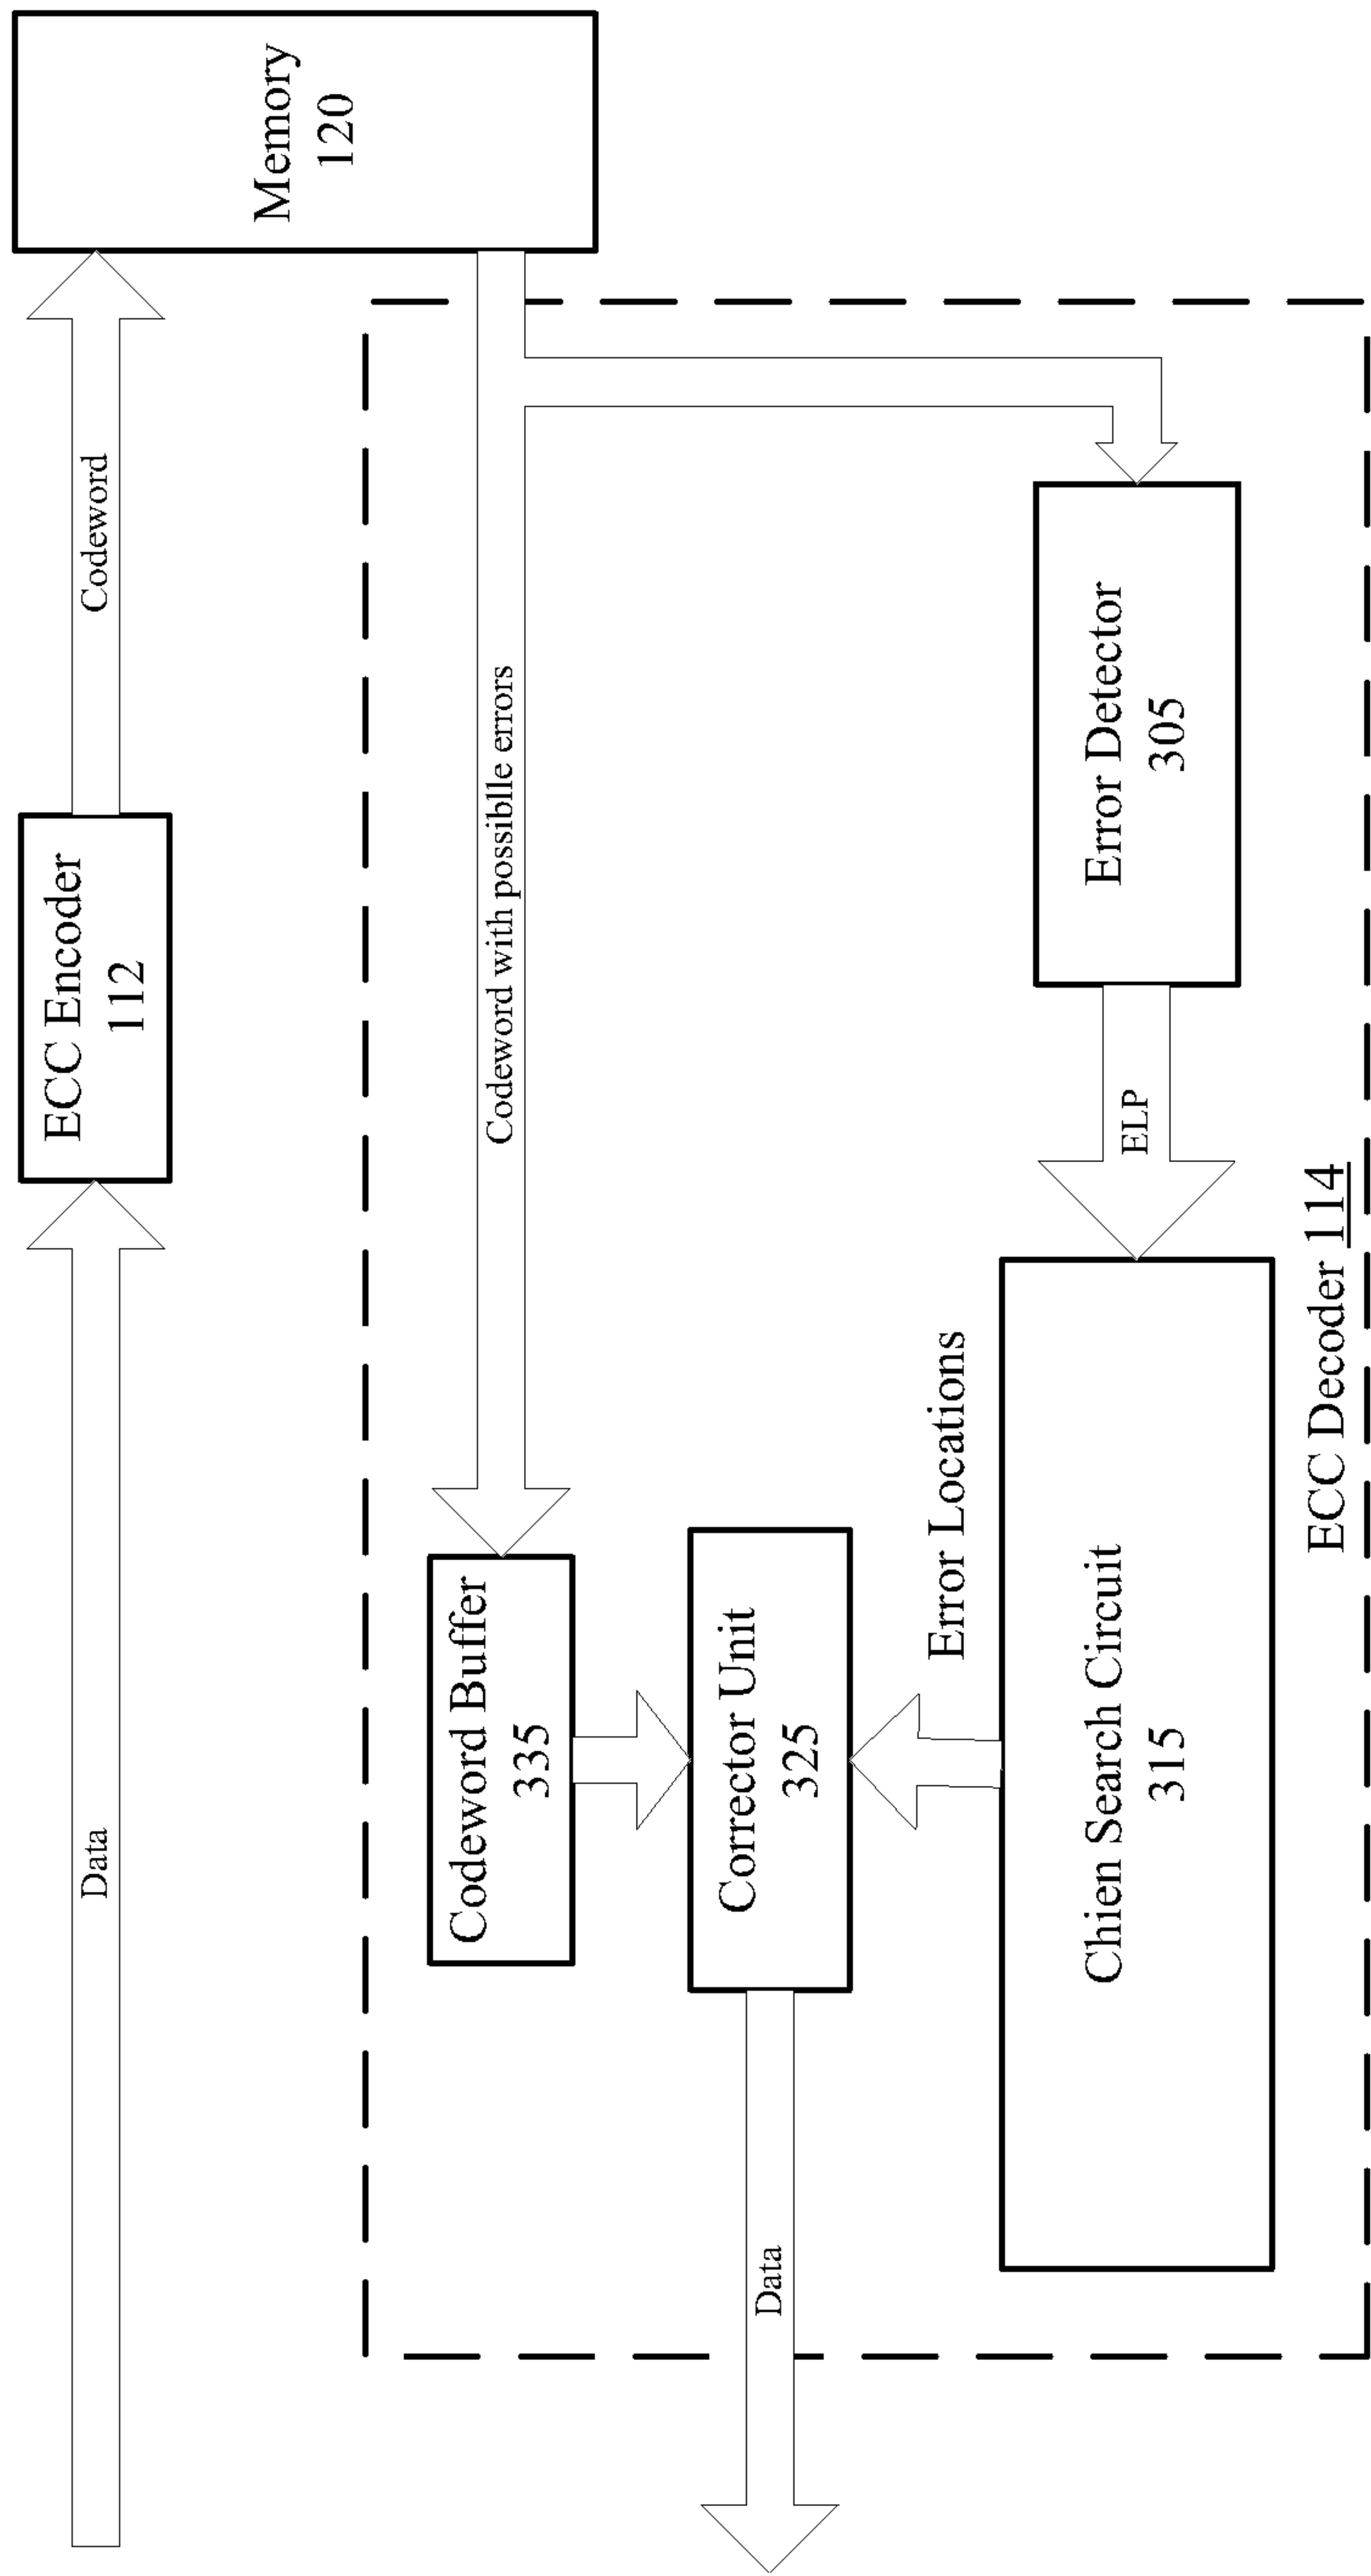 Data
ECC Encoder
112
Codeword
Memory
120
Codeword with possiblle errors
Codeword Buffer
335
Data
Corrector Unit
325
Error Locations
Chien Search Circuit
315
ELP
Error Detector
305
ECC Decoder 114